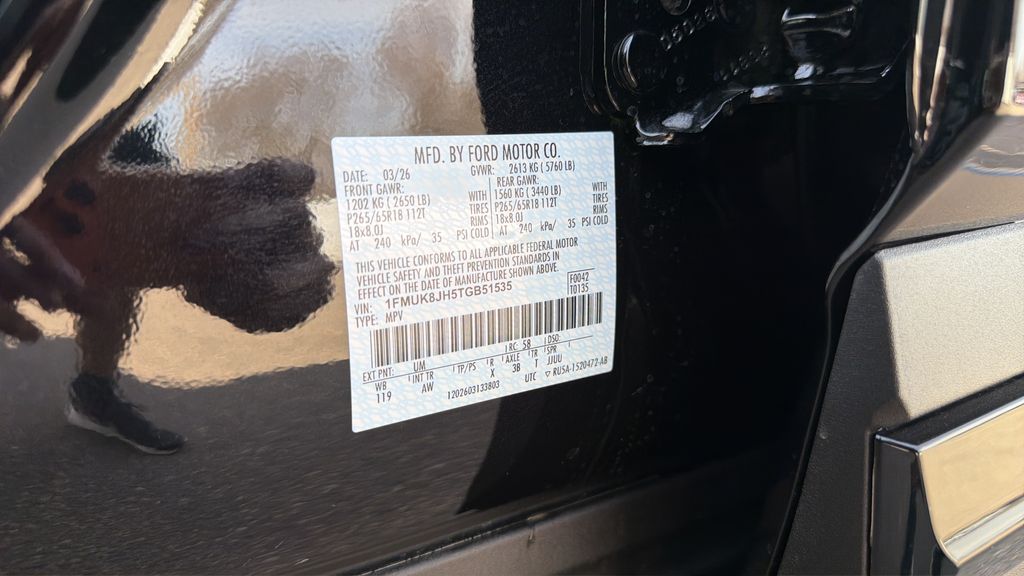 MFD. BY FORD MOTOR CO.
DATE: 03/26 GVWR: 2613 KG ( 5760 LB)
FRONT GAWR: REAR GAWR:
1202 KG ( 2650 LB) WITH 1560 KG ( 3440 LB) WITH
P265/65R18 112T TIRES P265/65R18 112T TIRES
18x8.0J RIMS 18x8.0J RIMS
AT 240 kPa/ 35 PSI COLD AT 240 kPa/ 35 PSI COLD
THIS VEHICLE CONFORMS TO ALL APPLICABLE FEDERAL MOTOR
VEHICLE SAFETY AND THEFT PREVENTION STANDARDS IN
EFFECT ON THE DATE OF MANUFACTURE SHOWN ABOVE.
VIN: 1FMUK8JH5TGB51535 F0042
TYPE: MPV T0135
EXT PNT: UM RC: 58 DSO:
WB INT TR TP/PS R AXLE TR SPR
119 AW X 3B T JJUU
1202603133803 UTC ▽ RU5A-1520472-AB